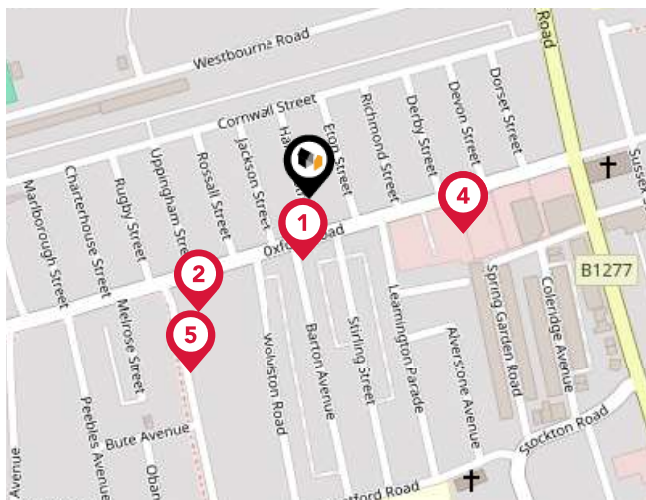 Westbourne Road
Road
Cornwall Street
Eton Street
Richmond Street
Derby Street
Devon Street
Dorset Street
Jackson Street
Rossall Street
Uppingham Street
Rugby Street
Charterhouse Street
Marlborough Street
Sussex
4
1
Oxford Road
2
5
B1277
Melrose Street
Peebles Avenue
Bute Avenue
Avenue
Barton Avenue
Stirling Street
Leamington Parade
Alverstone Avenue
Spring Garden Road
Coleridge Avenue
Stockton Road
Road